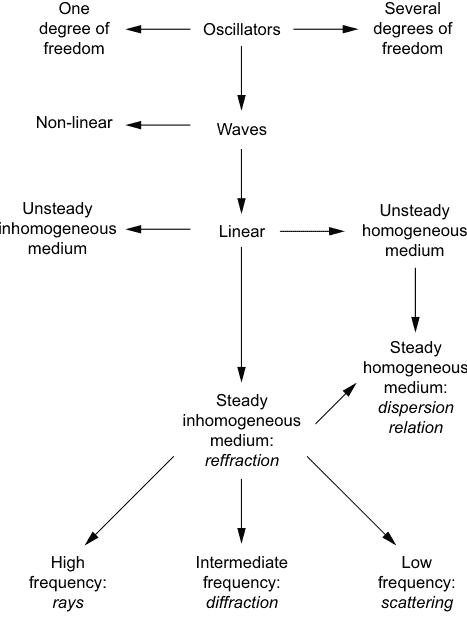 One
degree of
freedom
Oscillators
Several
degrees of
freedom
Non-linear
Waves
Unsteady
inhomogeneous
medium
Linear
Unsteady
homogeneous
medium
Steady
homogeneous
medium:
dispersion
relation
Steady
inhomogeneous
medium:
reffraction
High
frequency:
rays
Intermediate
frequency:
diffraction
Low
frequency:
scattering